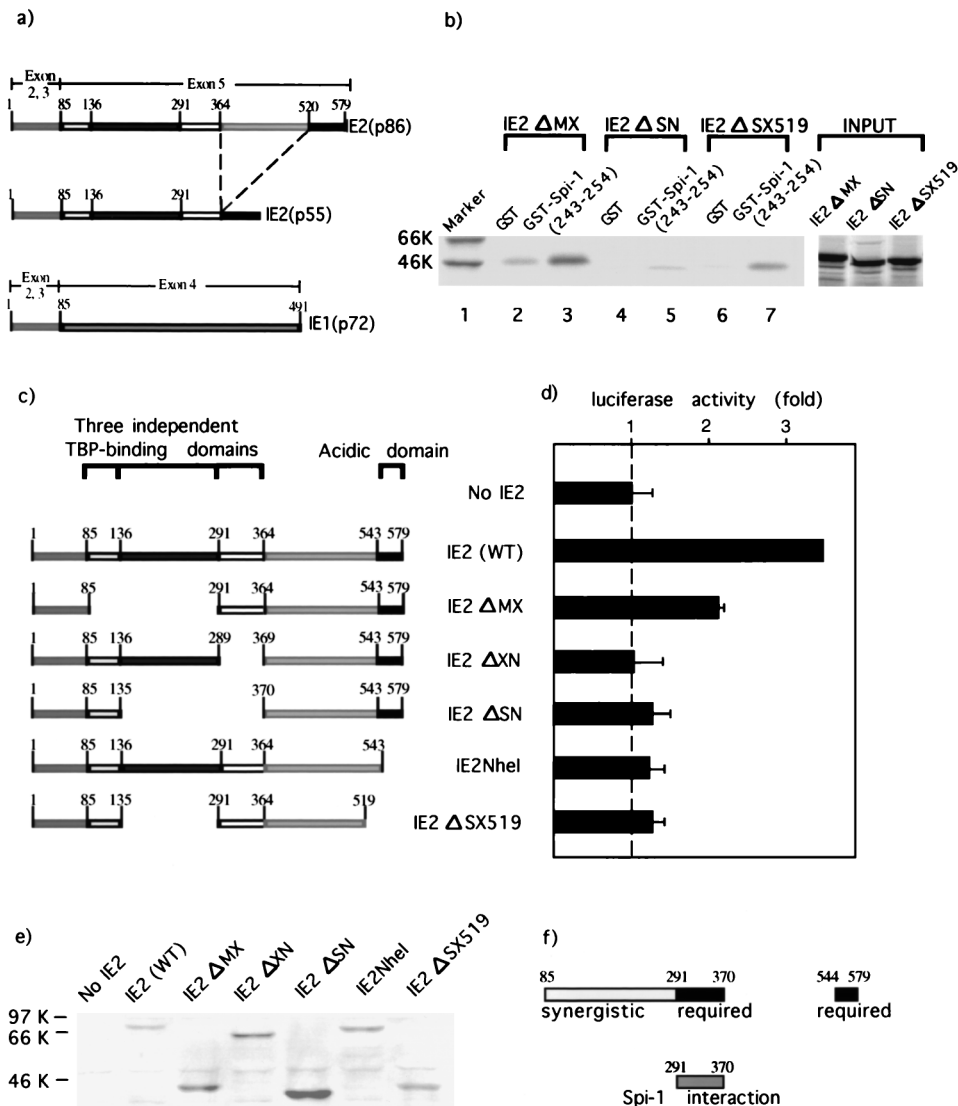 a)
Exon 2, 3
Exon 5
1 85 136 291 364 520 579
IE2(p86)
1 85 136 291
IE2(p55)
Exon 2, 3
Exon 4
1 85 491
IE1(p72)
b)
IE2 ΔMX IE2 ΔSN IE2 ΔSX519 INPUT
Marker
GST
GST-Spi-1 (243-254)
GST
GST-Spi-1 (243-254)
GST
GST-Spi-1 (243-254)
IE2 ΔMX
IE2 ΔSN
IE2 ΔSX519
66K
46K
1 2 3 4 5 6 7
c)
Three independent
TBP-binding domains
Acidic domain
1 85 136 291 364 543 579
1 85 291 364 543 579
1 85 136 289 369 543 579
1 85 135 370 543 579
1 85 136 291 364 543
1 85 135 291 364 519
d)
luciferase activity (fold)
1 2 3
No IE2
IE2 (WT)
IE2 ΔMX
IE2 ΔXN
IE2 ΔSN
IE2NheI
IE2 ΔSX519
e)
No IE2
IE2 (WT)
IE2 ΔMX
IE2 ΔXN
IE2 ΔSN
IE2NheI
IE2 ΔSX519
97 K
66 K
46 K
f)
85 291 370 544 579
synergistic required required
291 370
Spi-1 interaction